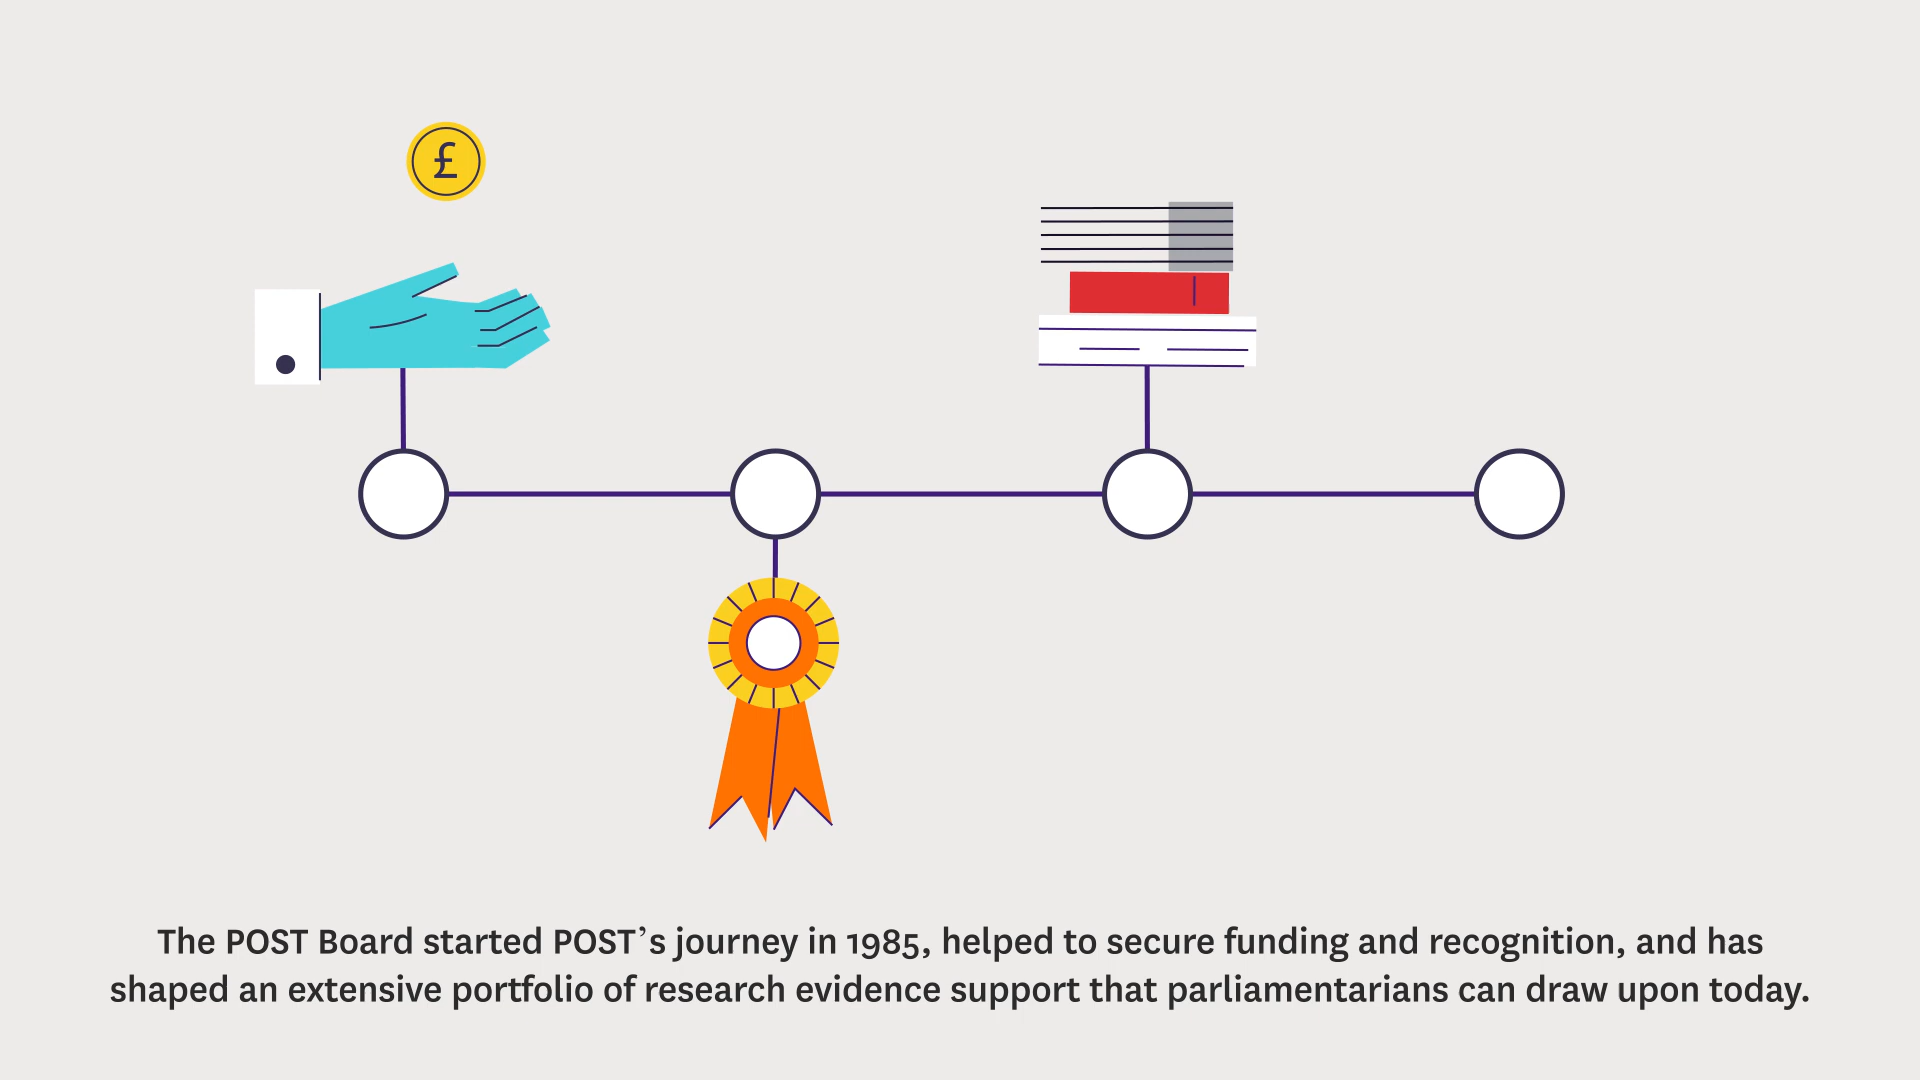 £
The POST Board started POST’s journey in 1985, helped to secure funding and recognition, and has
shaped an extensive portfolio of research evidence support that parliamentarians can draw upon today.